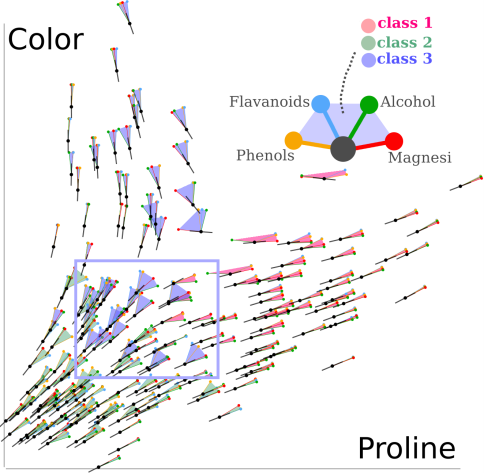 Color
class 1
class 2
class 3
Flavanoids
Alcohol
Phenols
Magnesi
Proline